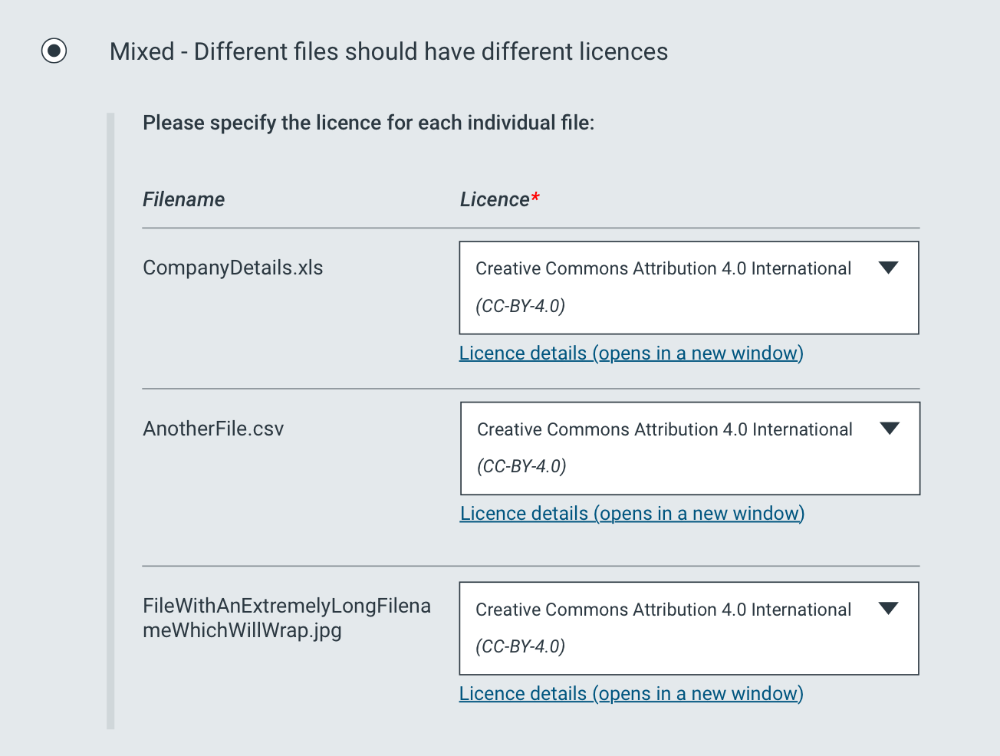 Mixed - Different files should have different licences
Please specify the licence for each individual file:
Filename
Licence*
CompanyDetails.xls
Creative Commons Attribution 4.0 International
(CC-BY-4.0)
Licence details (opens in a new window)
AnotherFile.csv
Creative Commons Attribution 4.0 International
(CC-BY-4.0)
Licence details (opens in a new window)
FileWithAnExtremelyLongFilena
meWhichWillWrap.jpg
Creative Commons Attribution 4.0 International
(CC-BY-4.0)
Licence details (opens in a new window)